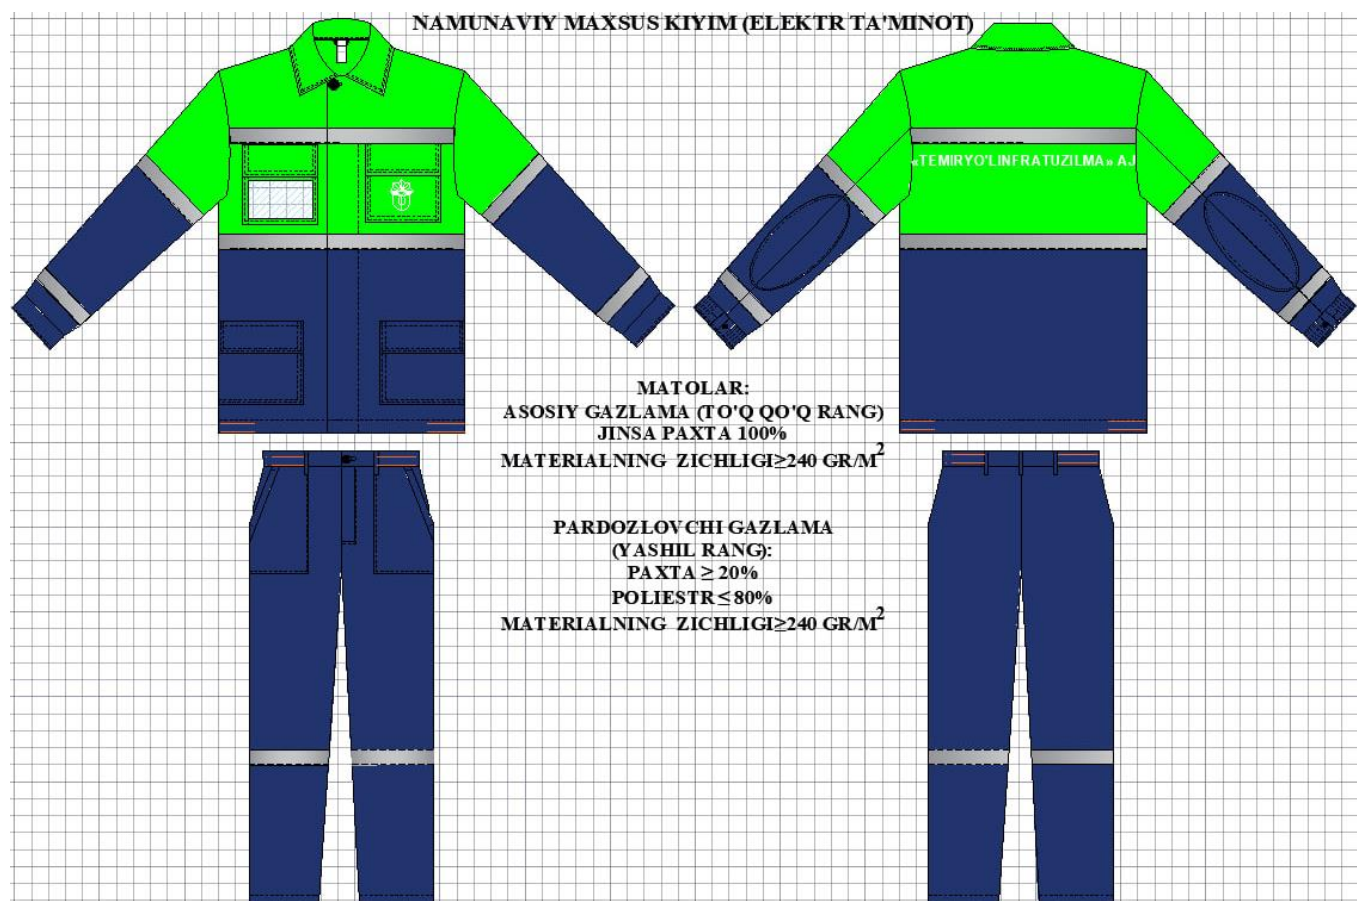 NAMUNAVIY MAXSUS KIYIM (ELEKTR TA'MINOT)
«TEMIRYO'LINFRATUZILMA» AJ
MATOLAR:
ASOSIY GAZLAMA (TO'Q QO'Q RANG)
JINSA PAXTA 100%
MATERIALNING ZICHLIGI≥240 GR/M²
PARDOZLOVCHI GAZLAMA
(YASHIL RANG):
PAXTA ≥ 20%
POLIESTR ≤ 80%
MATERIALNING ZICHLIGI≥240 GR/M²